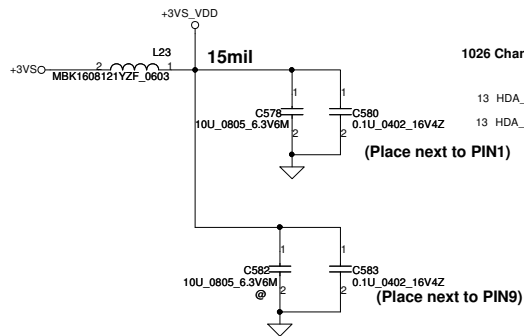 +3VS_VDD
L23
15mil
1026 Char
+3VS
2
1
MBK1608121YZF_0603
1
1
13 HDA_
C578
C580
10U_0805_6.3V6M
0.1U_0402_16V4Z
13 HDA_
2
2
(Place next to PIN1)
1
1
C582
C583
10U_0805_6.3V6M
0.1U_0402_16V4Z
@
2
2
(Place next to PIN9)